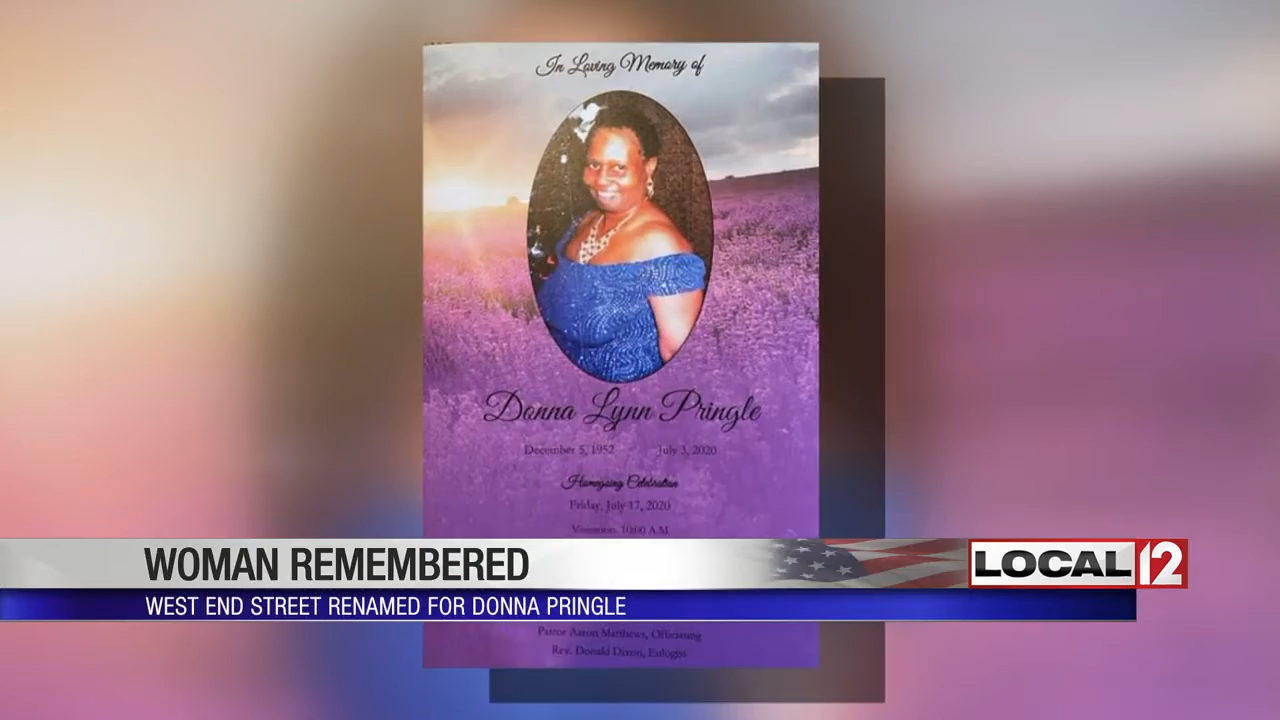 In Loving Memory of
Donna Lynn Pringle
December 5, 1952 July 3, 2020
Homegoing Celebration
Friday, July 17, 2020
Visitation, 10:00 A.M
WOMAN REMEMBERED
LOCAL 12
WEST END STREET RENAMED FOR DONNA PRINGLE
Pastor Aaron Matthews, Officiating
Rev. Donald Dixon, Eulogist